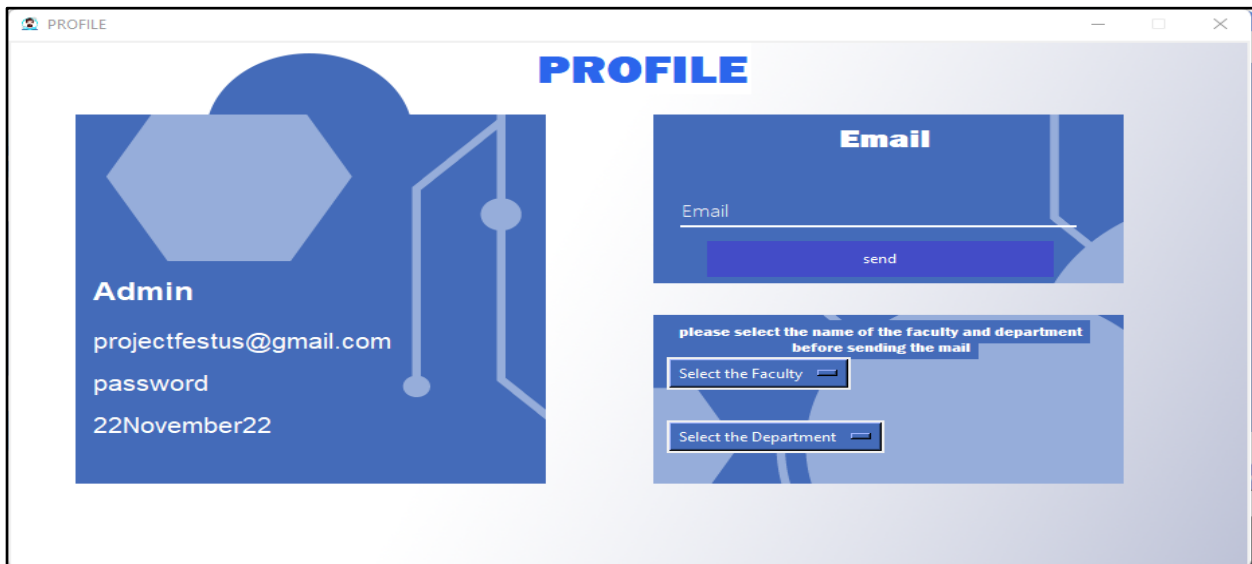 PROFILE
PROFILE
Admin
projectfestus@gmail.com
password
22November22
Email
Email
send
please select the name of the faculty and department
before sending the mail
Select the Faculty
Select the Department